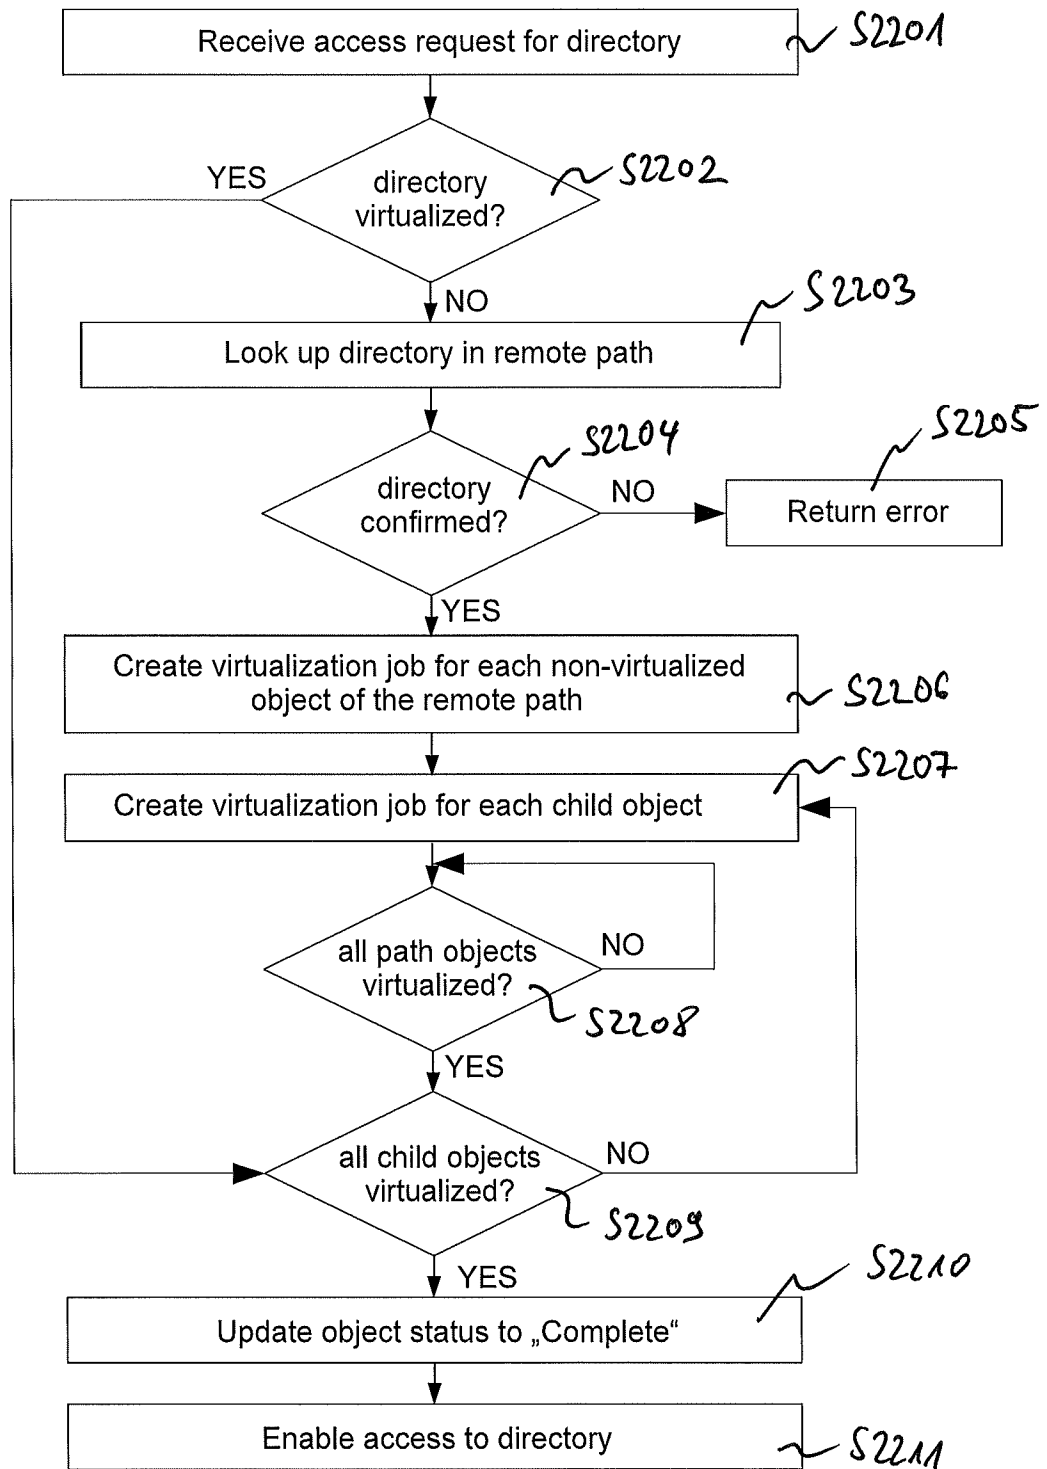 Receive access request for directory
S2201
YES
directory
virtualized?
S2202
NO
S2203
Look up directory in remote path
S2204
S2205
directory
confirmed?
NO
Return error
YES
Create virtualization job for each non-virtualized
object of the remote path
S2206
S2207
Create virtualization job for each child object
all path objects
virtualized?
NO
S2208
YES
all child objects
virtualized?
NO
S2209
YES
S2210
Update object status to „Complete“
Enable access to directory
S2211